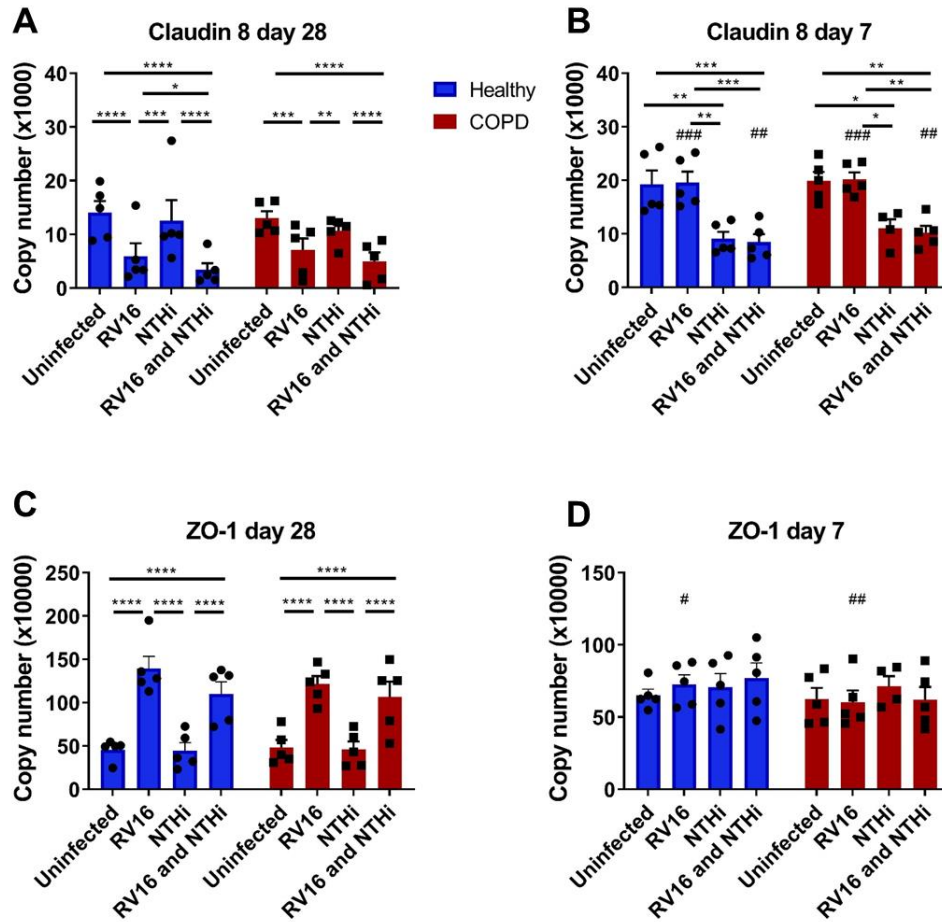 A
Claudin 8 day 28
Copy number (x1000)
40
30
20
10
0
****
*
**** *** ****
****
*** ** ****
Uninfected
RV16
NTHi
RV16 and NTHi
Uninfected
RV16
NTHi
RV16 and NTHi
Healthy
COPD
B
Claudin 8 day 7
Copy number (x1000)
40
30
20
10
0
***
***
**
**
### ##
**
**
*
*
### ##
Uninfected
RV16
NTHi
RV16 and NTHi
Uninfected
RV16
NTHi
RV16 and NTHi
C
ZO-1 day 28
Copy number (x10000)
250
200
150
100
50
0
****
**** **** ****
****
**** **** ****
Uninfected
RV16
NTHi
RV16 and NTHi
Uninfected
RV16
NTHi
RV16 and NTHi
D
ZO-1 day 7
Copy number (x10000)
150
100
50
0
#
##
Uninfected
RV16
NTHi
RV16 and NTHi
Uninfected
RV16
NTHi
RV16 and NTHi